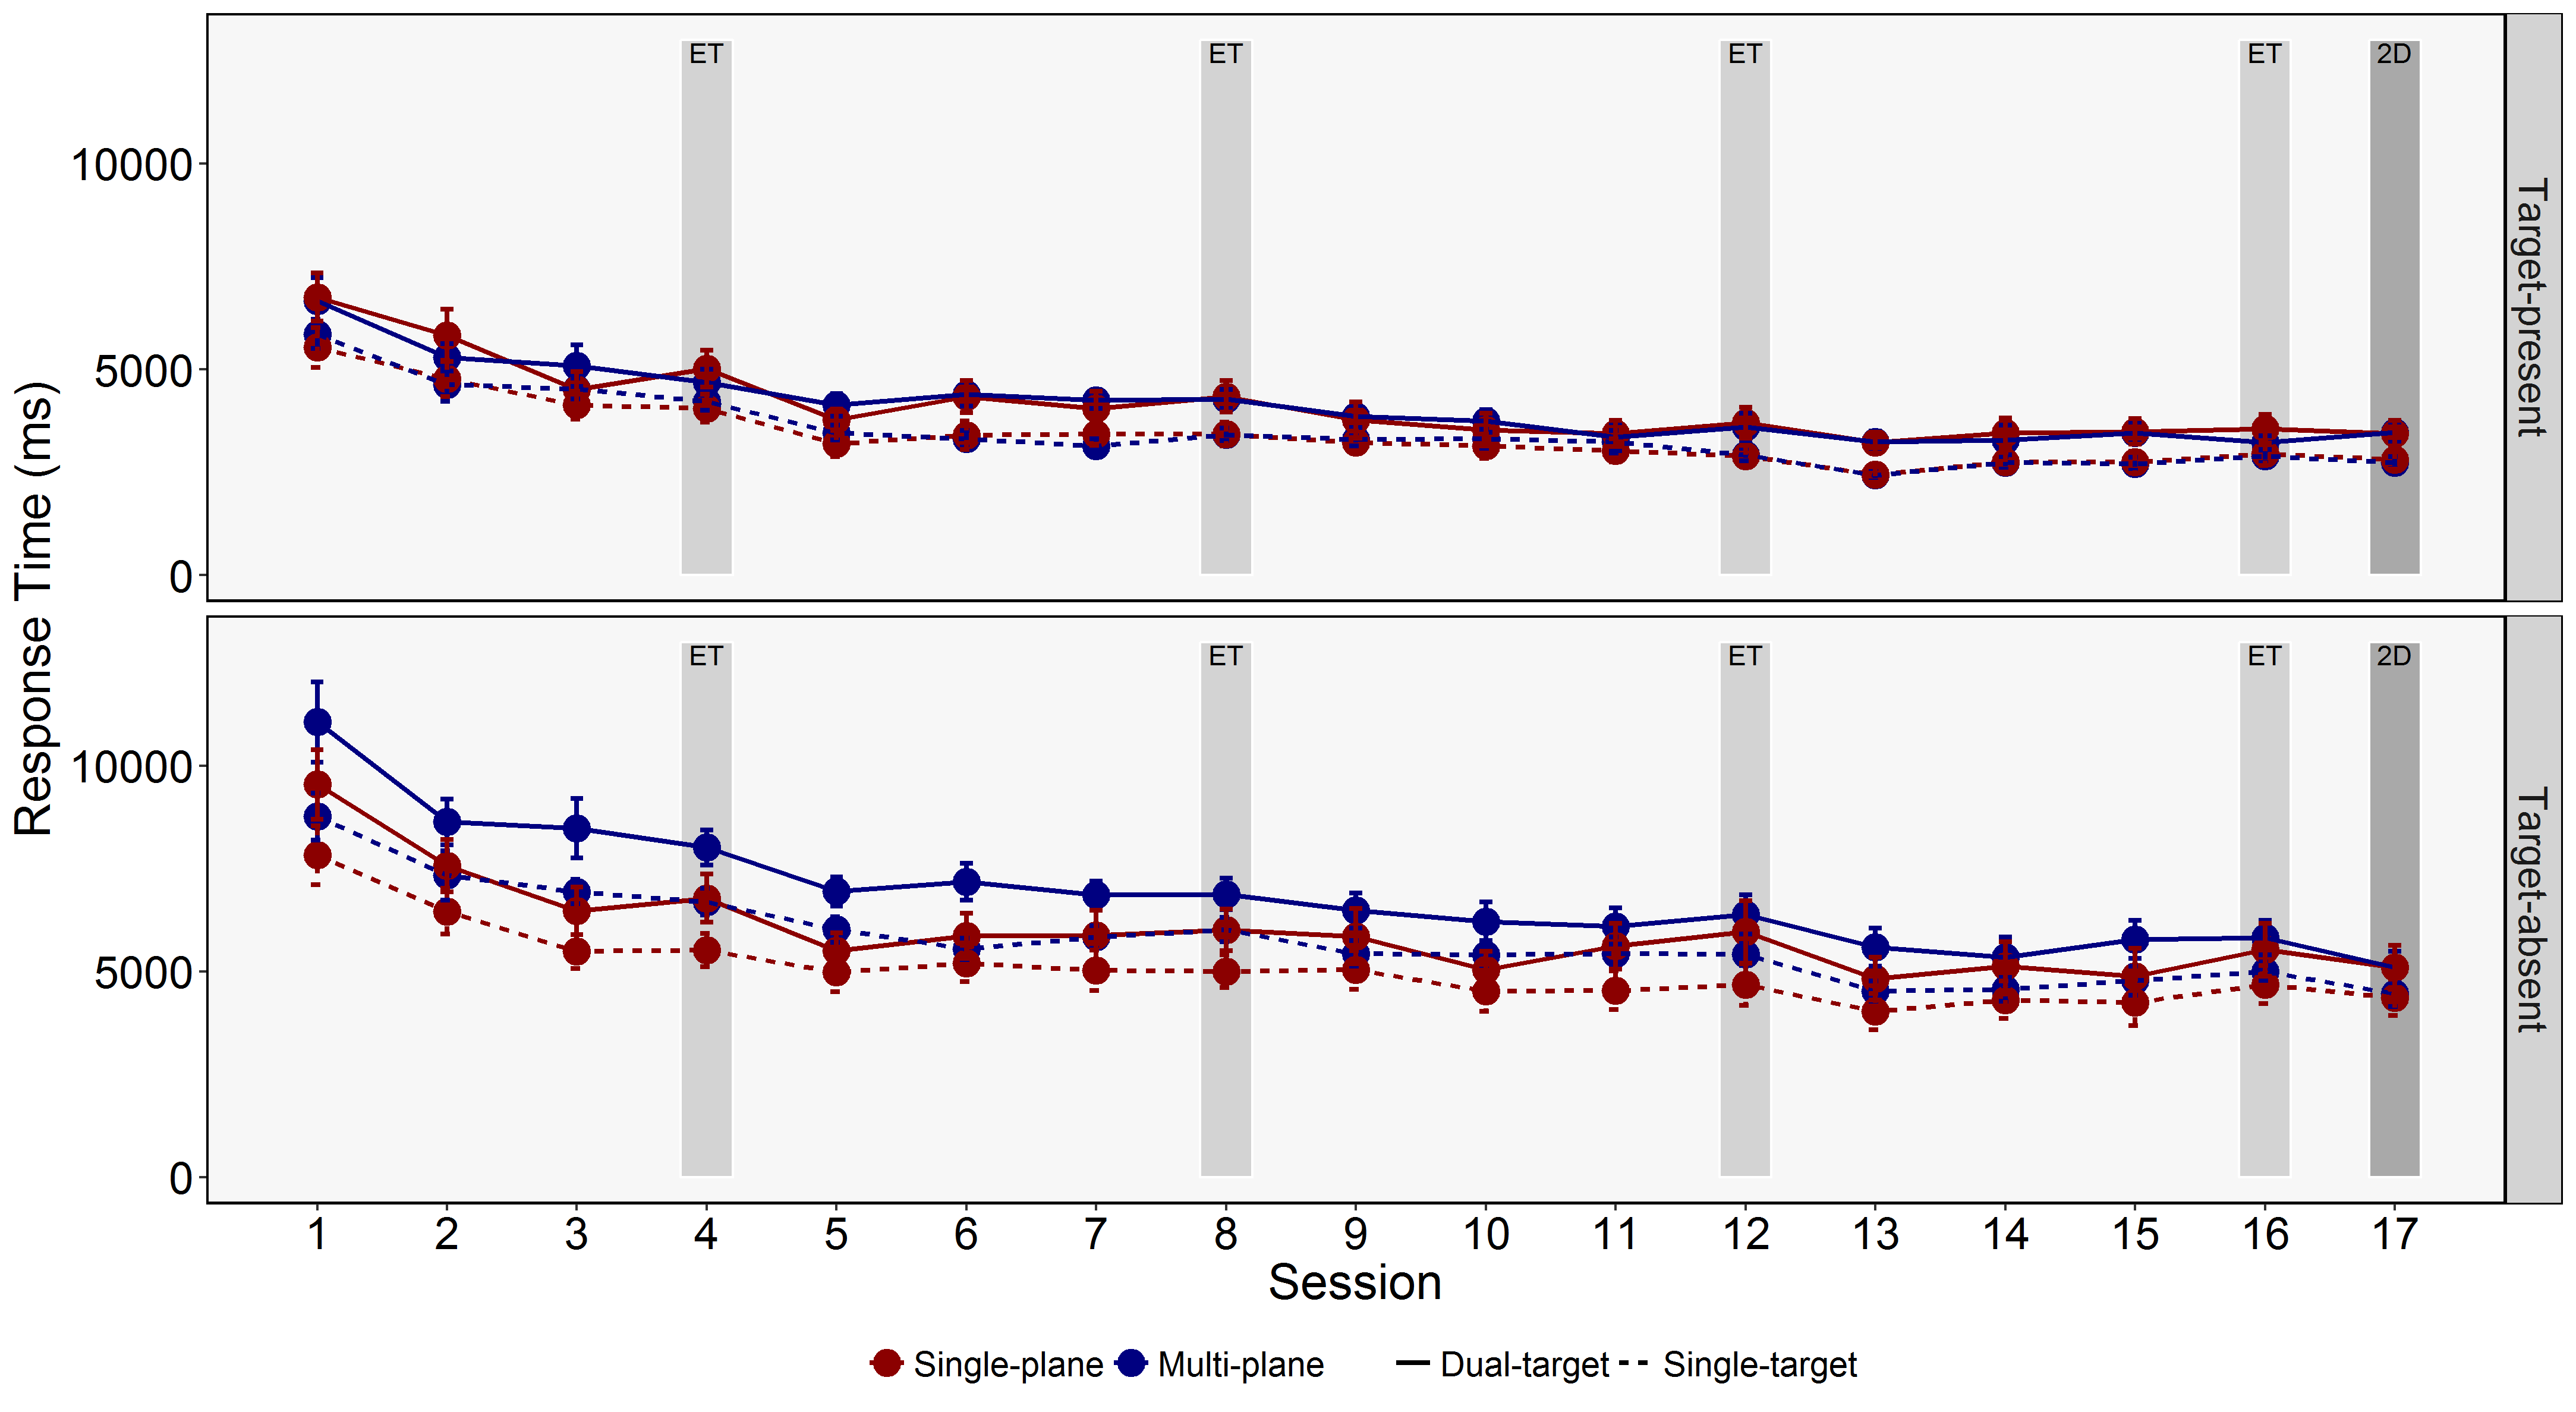 ET ET ET ET 2D
10000
5000
0
Target-present
Response Time (ms)
ET ET ET ET 2D
10000
5000
0
Target-absent
1 2 3 4 5 6 7 8 9 10 11 12 13 14 15 16 17
Session
Single-plane Multi-plane Dual-target Single-target